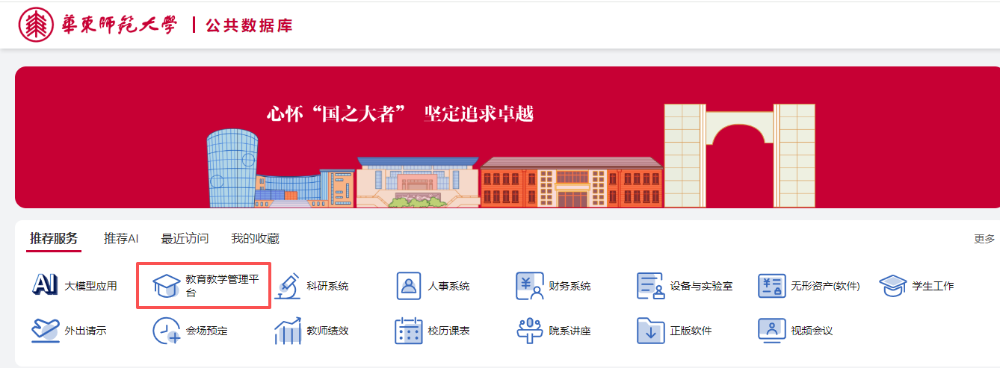 華東師範大學 | 公共数据库
心怀“国之大者” 坚定追求卓越
推荐服务 推荐AI 最近访问 我的收藏 更多
AI 大模型应用 教育教学管理平台 科研系统 人事系统 财务系统 设备与实验室 无形资产(软件) 学生工作
外出请示 会场预定 教师绩效 校历课表 院系讲座 正版软件 视频会议